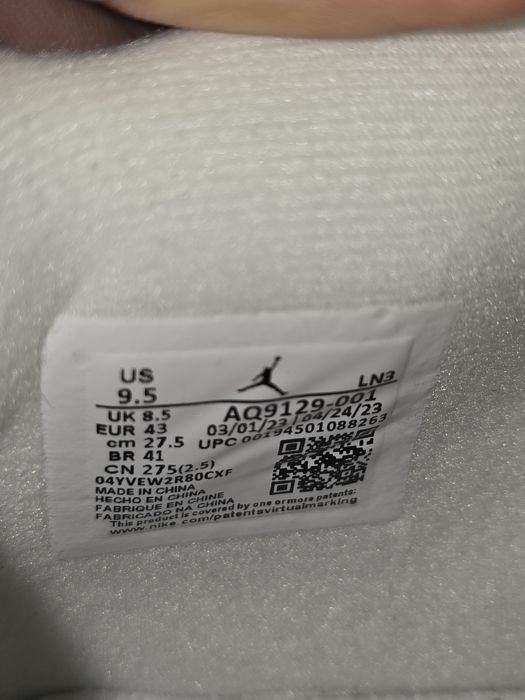 US
9.5
LN3
UK 8.5
AQ9129-001
EUR 43
03/01/23 / 04/24/23
cm 27.5
UPC 00194501088263
BR 41
CN 275(2.5)
04YVEW2R80CXF
MADE IN CHINA
HECHO EN CHINA
FABRIQUE EN CHINE
FABRICADO NA CHINA
This product is covered by one or more patents:
www.nike.com/patentsvirtualmarking